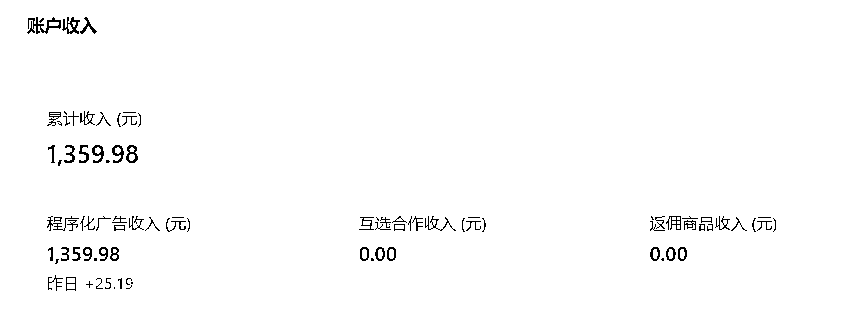 账户收入
累计收入 (元)
1,359.98
程序化广告收入 (元) 互选合作收入 (元) 返佣商品收入 (元)
1,359.98 0.00 0.00
昨日 +25.19